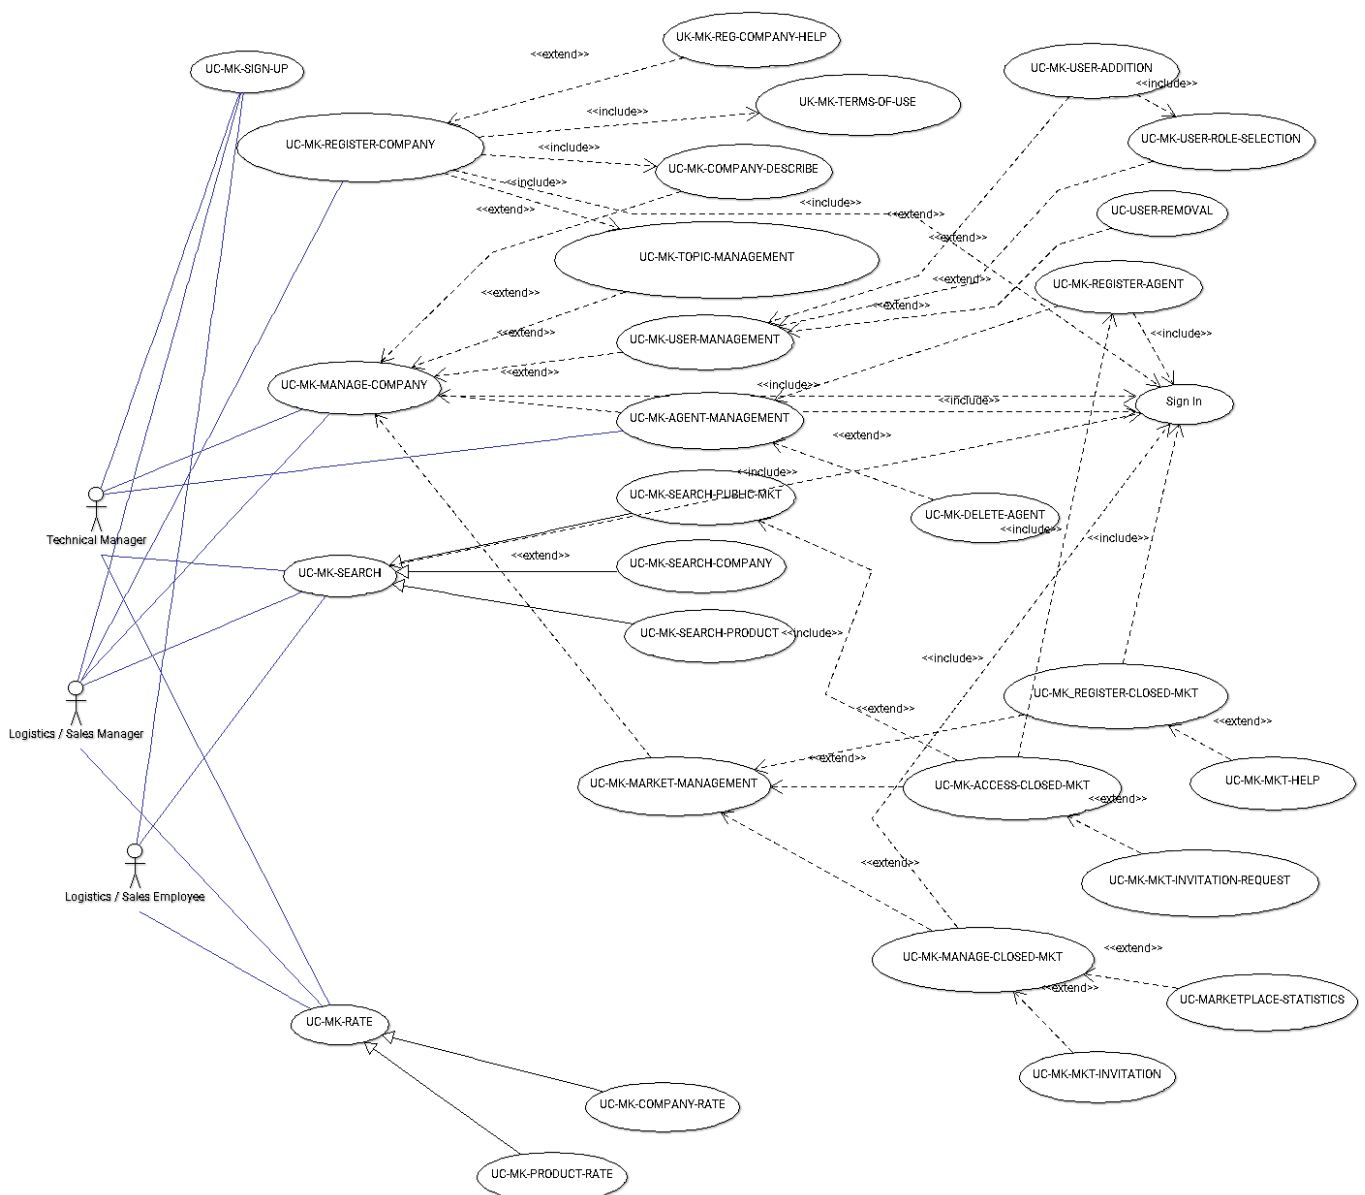 UK-MK-REG-COMPANY-HELP
<<extend>>
UC-MK-SIGN-UP
UC-MK-USER-ADDITION
<<include>>
UK-MK-TERMS-OF-USE
<<include>>
UC-MK-REGISTER-COMPANY
<<include>>
UC-MK-USER-ROLE-SELECTION
UC-MK-COMPANY-DESCRIBE
<<include>>
<<include>>
<<extend>>
<<extend>>
UC-USER-REMOVAL
<<extend>>
UC-MK-TOPIC-MANAGEMENT
<<extend>>
UC-MK-REGISTER-AGENT
<<extend>>
<<extend>>
<<extend>>
UC-MK-USER-MANAGEMENT
<<include>>
<<extend>>
UC-MK-MANAGE-COMPANY
<<include>>
<<include>>
Sign In
UC-MK-AGENT-MANAGEMENT
<<extend>>
<<include>>
UC-MK-SEARCH-PUBLIC-MKT
UC-MK-DELETE-AGENT
<<include>>
<<include>>
Technical Manager
<<extend>>
UC-MK-SEARCH-COMPANY
UC-MK-SEARCH
UC-MK-SEARCH-PRODUCT
<<include>>
<<include>>
UC-MK_REGISTER-CLOSED-MKT
<<extend>>
<<extend>>
Logistics / Sales Manager
<<extend>>
UC-MK-MARKET-MANAGEMENT
UC-MK-ACCESS-CLOSED-MKT
UC-MK-MKT-HELP
<<extend>>
<<extend>>
UC-MK-MKT-INVITATION-REQUEST
Logistics / Sales Employee
<<extend>>
UC-MK-MANAGE-CLOSED-MKT
<<extend>>
UC-MARKETPLACE-STATISTICS
UC-MK-RATE
UC-MK-MKT-INVITATION
UC-MK-COMPANY-RATE
UC-MK-PRODUCT-RATE